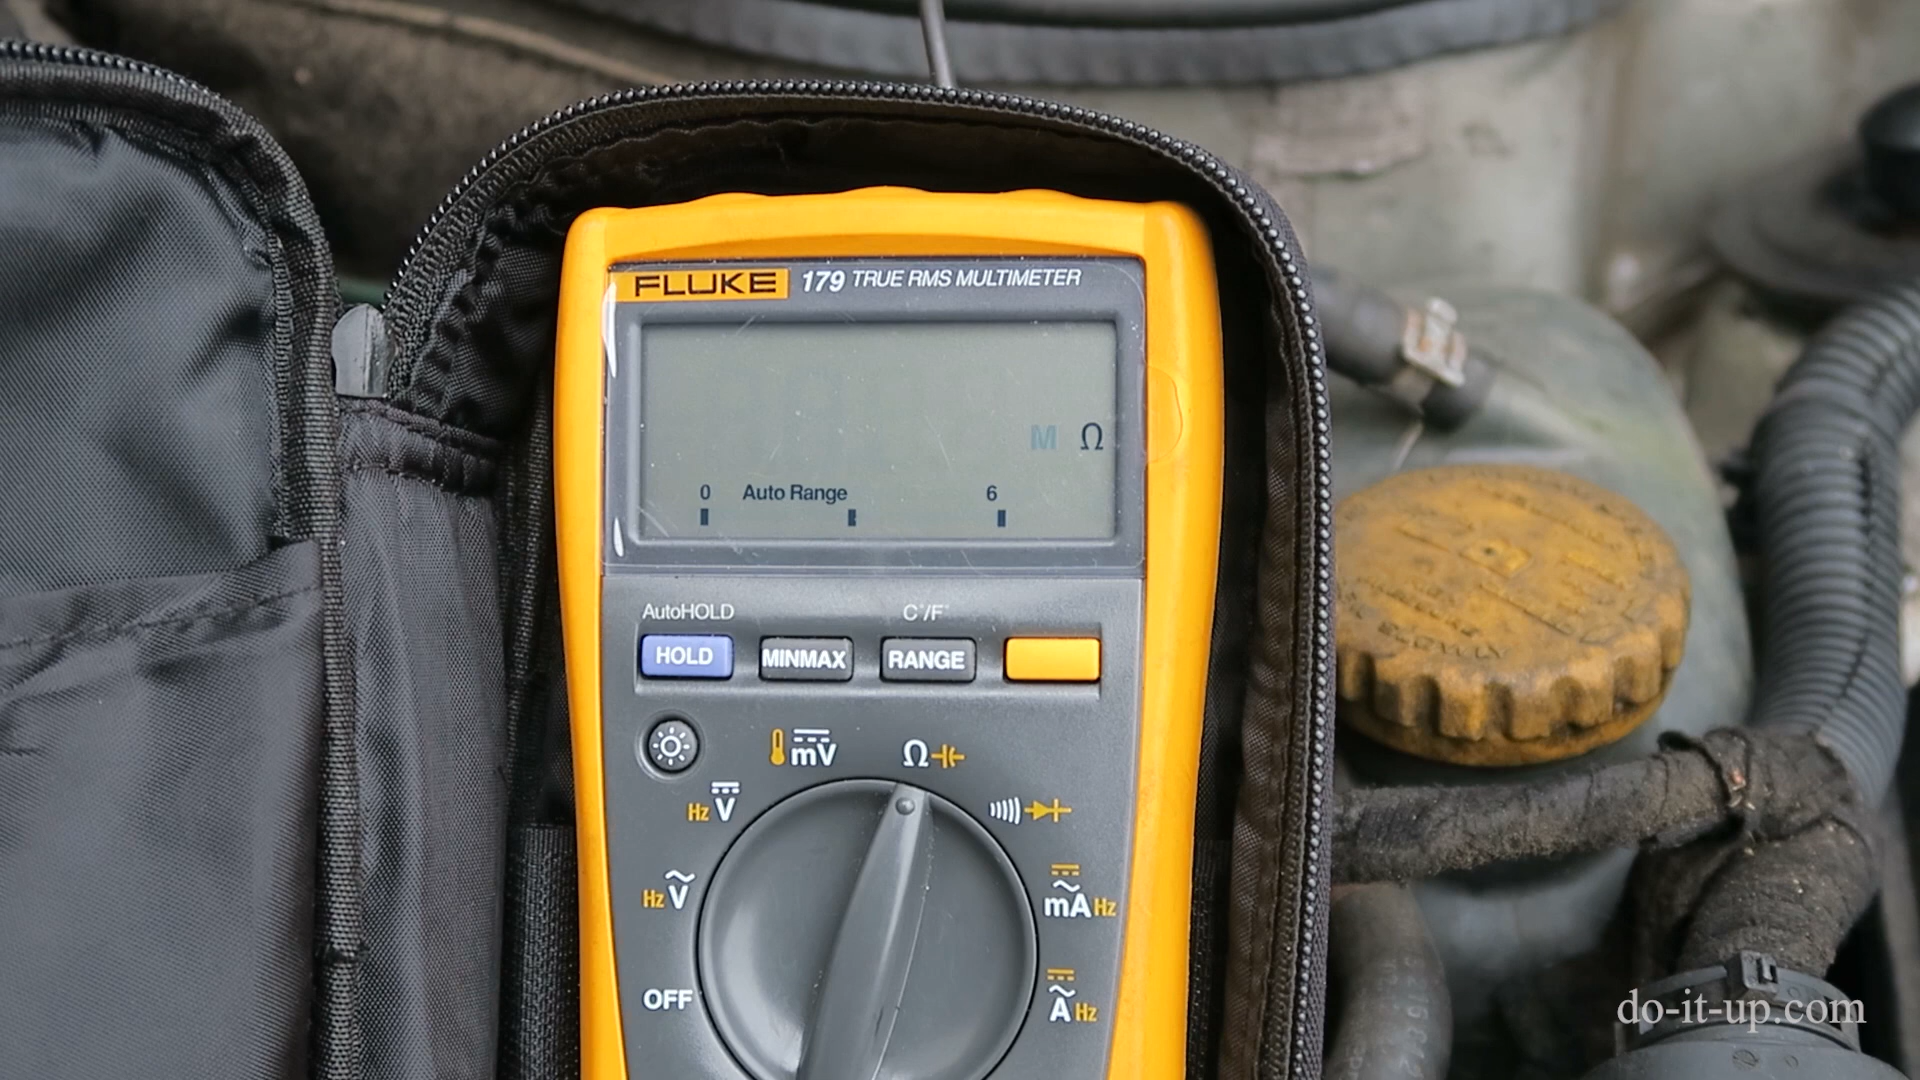 FLUKE 179 TRUE RMS MULTIMETER
M Ω
0 Auto Range 6
AutoHOLD C°/F°
HOLD MINMAX RANGE
mV Ω
Hz V
Hz V
mA Hz
OFF
A Hz
do-it-up.com